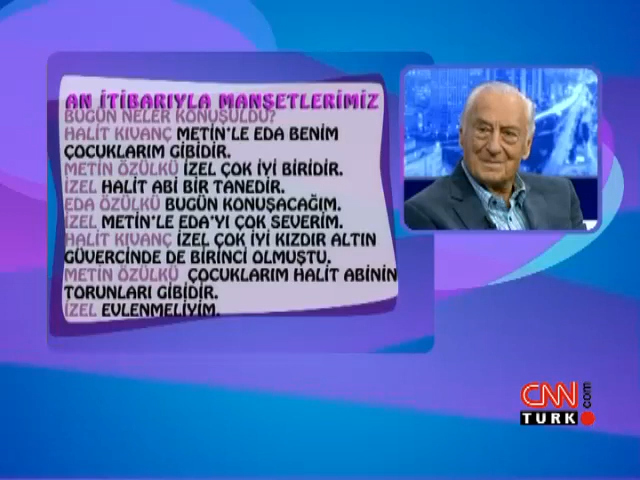 AN İTİBARIYLA MANŞETLERİMİZ
BUGÜN NELER KONUŞULDU?
HALİT KIVANÇ METİN'LE EDA BENİM
ÇOCUKLARIM GİBİDİR.
METİN ÖZÜLKÜ İZEL ÇOK İYİ BİRİDİR.
İZEL HALİT ABİ BİR TANEDİR.
EDA ÖZÜLKÜ BUGÜN KONUŞACAĞIM.
İZEL METİN'LE EDA'YI ÇOK SEVERİM.
HALİT KIVANÇ İZEL ÇOK İYİ KIZDIR ALTIN
GÜVERCİNDE DE BİRİNCİ OLMUŞTU.
METİN ÖZÜLKÜ ÇOCUKLARIM HALİT ABİNİN
TORUNLARI GİBİDİR.
İZEL EVLENMELİYİM.
CNN.com
TURK